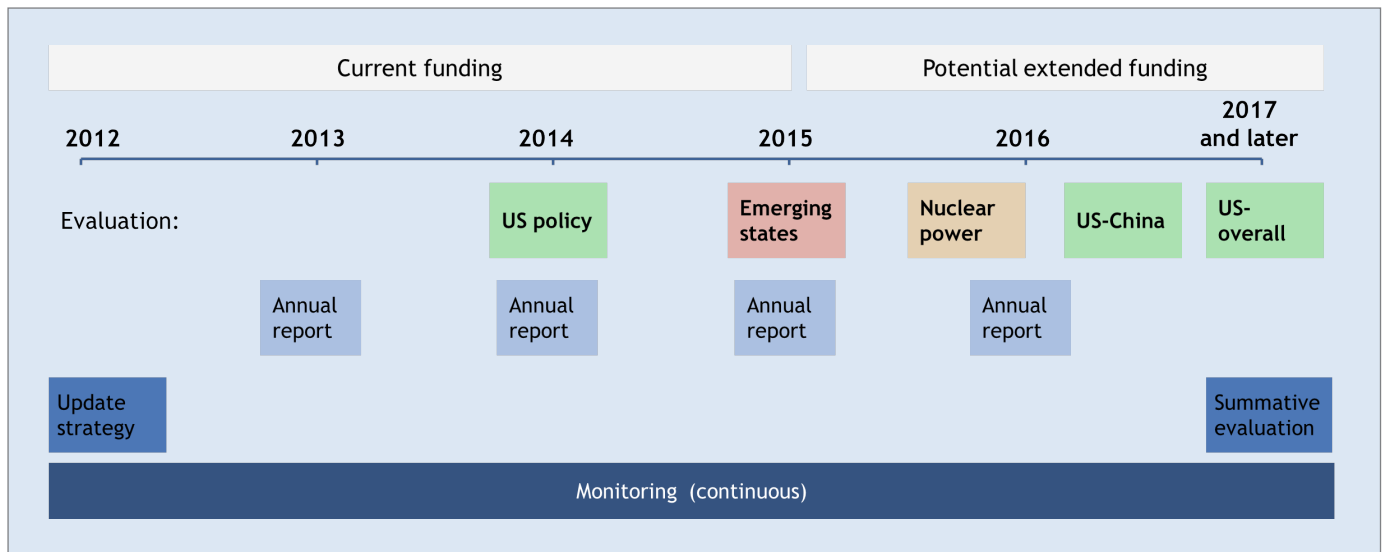 Current funding
Potential extended funding
2012
2013
2014
2015
2016
2017
and later
Evaluation:
US policy
Emerging
states
Nuclear
power
US-China
US-
overall
Annual
report
Annual
report
Annual
report
Annual
report
Update
strategy
Summative
evaluation
Monitoring (continuous)